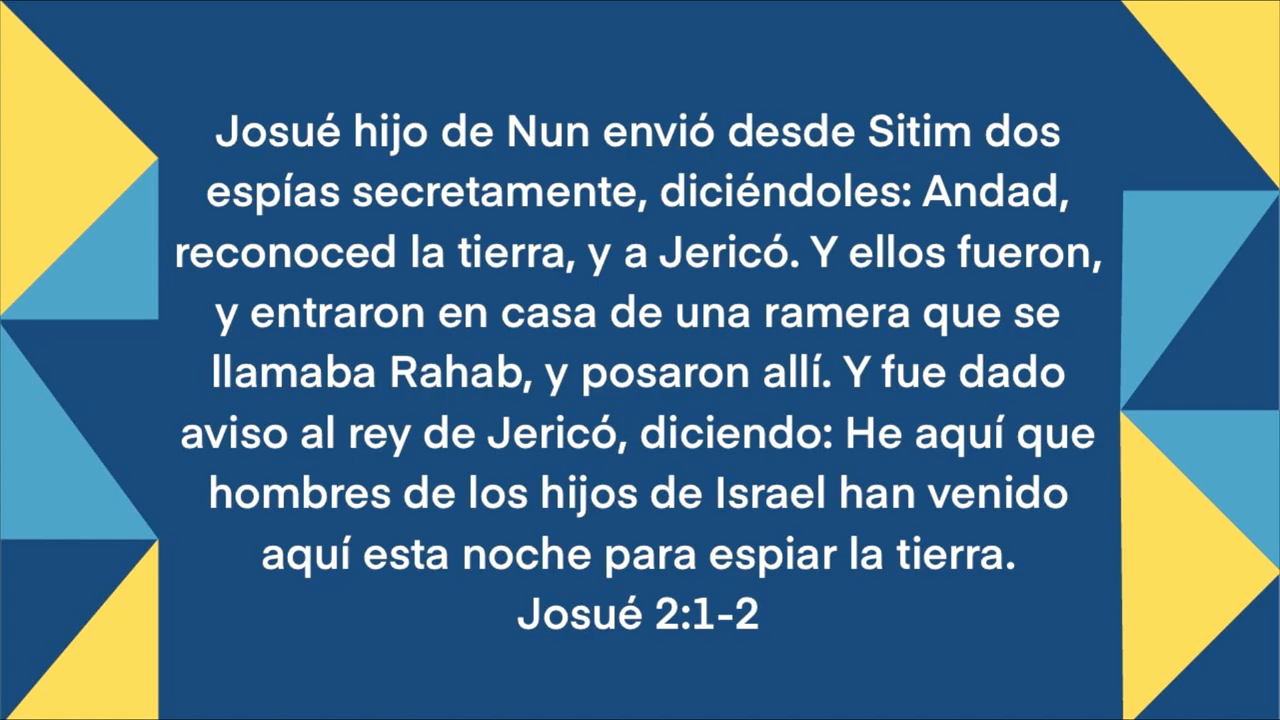 Josué hijo de Nun envió desde Sitim dos
espías secretamente, diciéndoles: Andad,
reconoced la tierra, y a Jericó. Y ellos fueron,
y entraron en casa de una ramera que se
llamaba Rahab, y posaron allí. Y fue dado
aviso al rey de Jericó, diciendo: He aquí que
hombres de los hijos de Israel han venido
aquí esta noche para espiar la tierra.
Josué 2:1-2